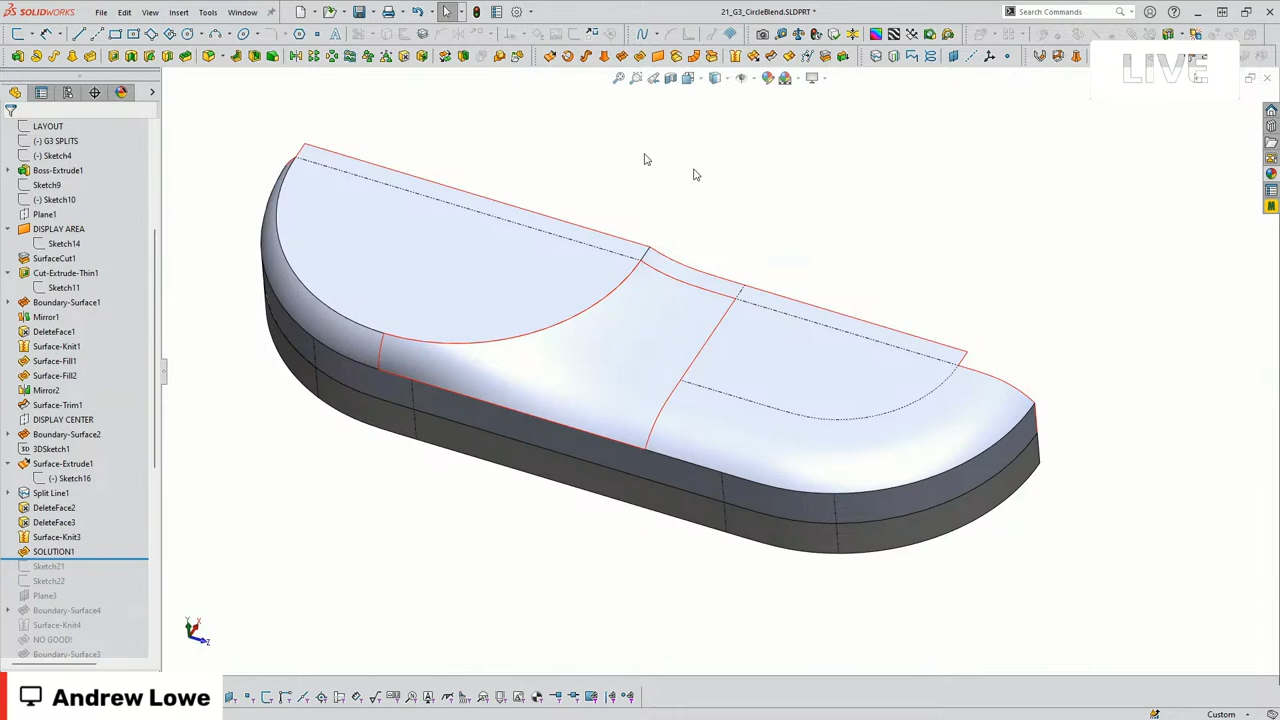 SOLIDWORKS
File
Edit
View
Insert
Tools
Window
21_G3_CircleBlend.SLDPRT *
Search Commands
LIVE
LAYOUT
(-) G3 SPLITS
(-) Sketch4
Boss-Extrude1
Sketch9
(-) Sketch10
Plane1
DISPLAY AREA
Sketch14
SurfaceCut1
Cut-Extrude-Thin1
Sketch11
Boundary-Surface1
Mirror1
DeleteFace1
Surface-Knit1
Surface-Fill1
Surface-Fill2
Mirror2
Surface-Trim1
DISPLAY CENTER
Boundary-Surface2
3D 3DSketch1
Surface-Extrude1
(-) Sketch16
Split Line1
DeleteFace2
DeleteFace3
Surface-Knit3
SOLUTION1
Sketch21
Sketch22
Plane3
Boundary-Surface4
Surface-Knit4
NO GOOD!
Boundary-Surface3
Y
X
Z
Andrew Lowe
Custom